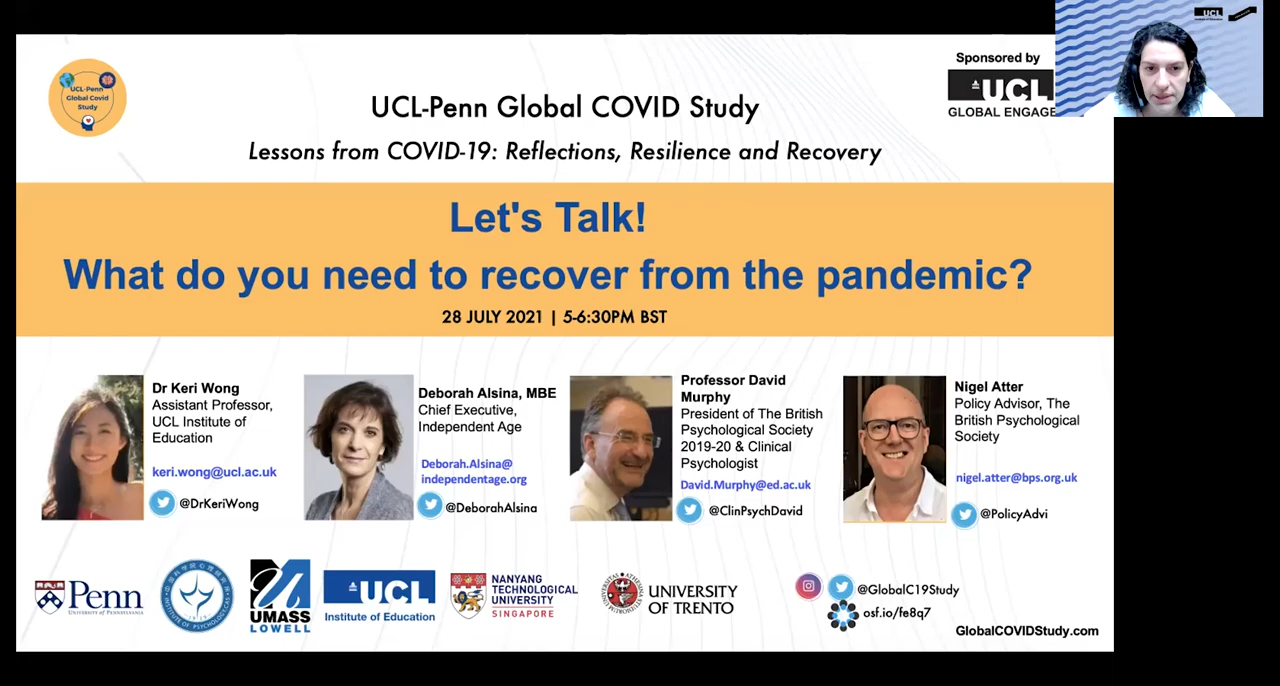 UCL-Penn
Global Covid
Study
UCL-Penn Global COVID Study
Lessons from COVID-19: Reflections, Resilience and Recovery
Sponsored by
UCL
GLOBAL ENGAGE
UCL
Let's Talk!
What do you need to recover from the pandemic?
28 JULY 2021 | 5-6:30PM BST
Dr Keri Wong
Assistant Professor,
UCL Institute of
Education
keri.wong@ucl.ac.uk
@DrKeriWong
Deborah Alsina, MBE
Chief Executive,
Independent Age
Deborah.Alsina@
independentage.org
@DeborahAlsina
Professor David
Murphy
President of The British
Psychological Society
2019-20 & Clinical
Psychologist
David.Murphy@ed.ac.uk
@ClinPsychDavid
Nigel Atter
Policy Advisor, The
British Psychological
Society
nigel.atter@bps.org.uk
@PolicyAdvi
Penn
UNIVERSITY OF PENNSYLVANIA
UMASS
LOWELL
UCL
Institute of Education
NANYANG
TECHNOLOGICAL
UNIVERSITY
SINGAPORE
UNIVERSITY
OF TRENTO
@GlobalC19Study
osf.io/fe8q7
GlobalCOVIDStudy.com